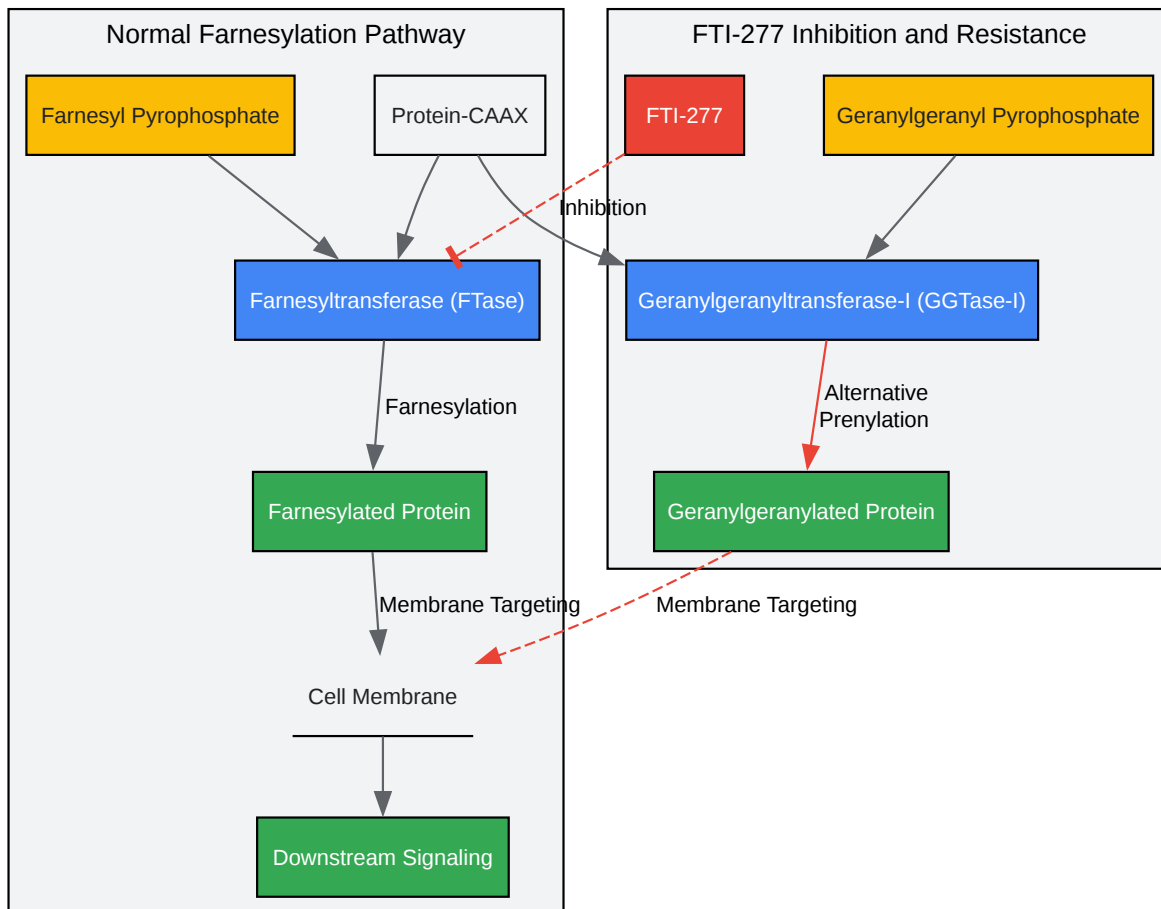 Normal Farnesylation Pathway
FTI-277 Inhibition and Resistance
Farnesyl Pyrophosphate
Protein-CAAX
FTI-277
Geranylgeranyl Pyrophosphate
Inhibition
Farnesyltransferase (FTase)
Geranylgeranyltransferase-I (GGTase-I)
Farnesylation
Alternative
Prenylation
Farnesylated Protein
Geranylgeranylated Protein
Membrane Targeting
Membrane Targeting
Cell Membrane
Downstream Signaling